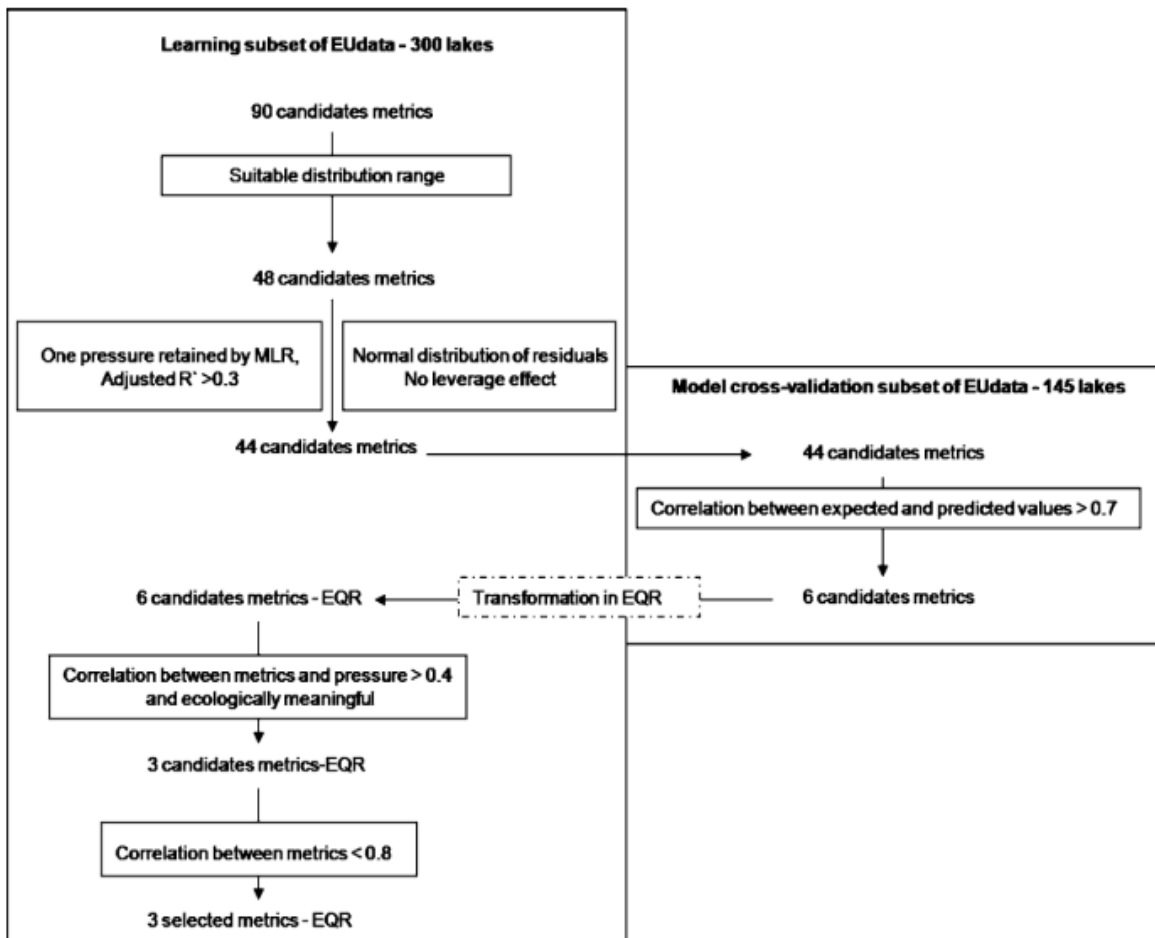 Learning subset of EUdata - 300 lakes
90 candidates metrics
Suitable distribution range
48 candidates metrics
One pressure retained by MLR,
Adjusted R` >0.3
Normal distribution of residuals
No leverage effect
44 candidates metrics
Model cross-validation subset of EUdata - 145 lakes
44 candidates metrics
Correlation between expected and predicted values > 0.7
6 candidates metrics
Transformation in EQR
6 candidates metrics - EQR
Correlation between metrics and pressure > 0.4
and ecologically meaningful
3 candidates metrics-EQR
Correlation between metrics < 0.8
3 selected metrics - EQR